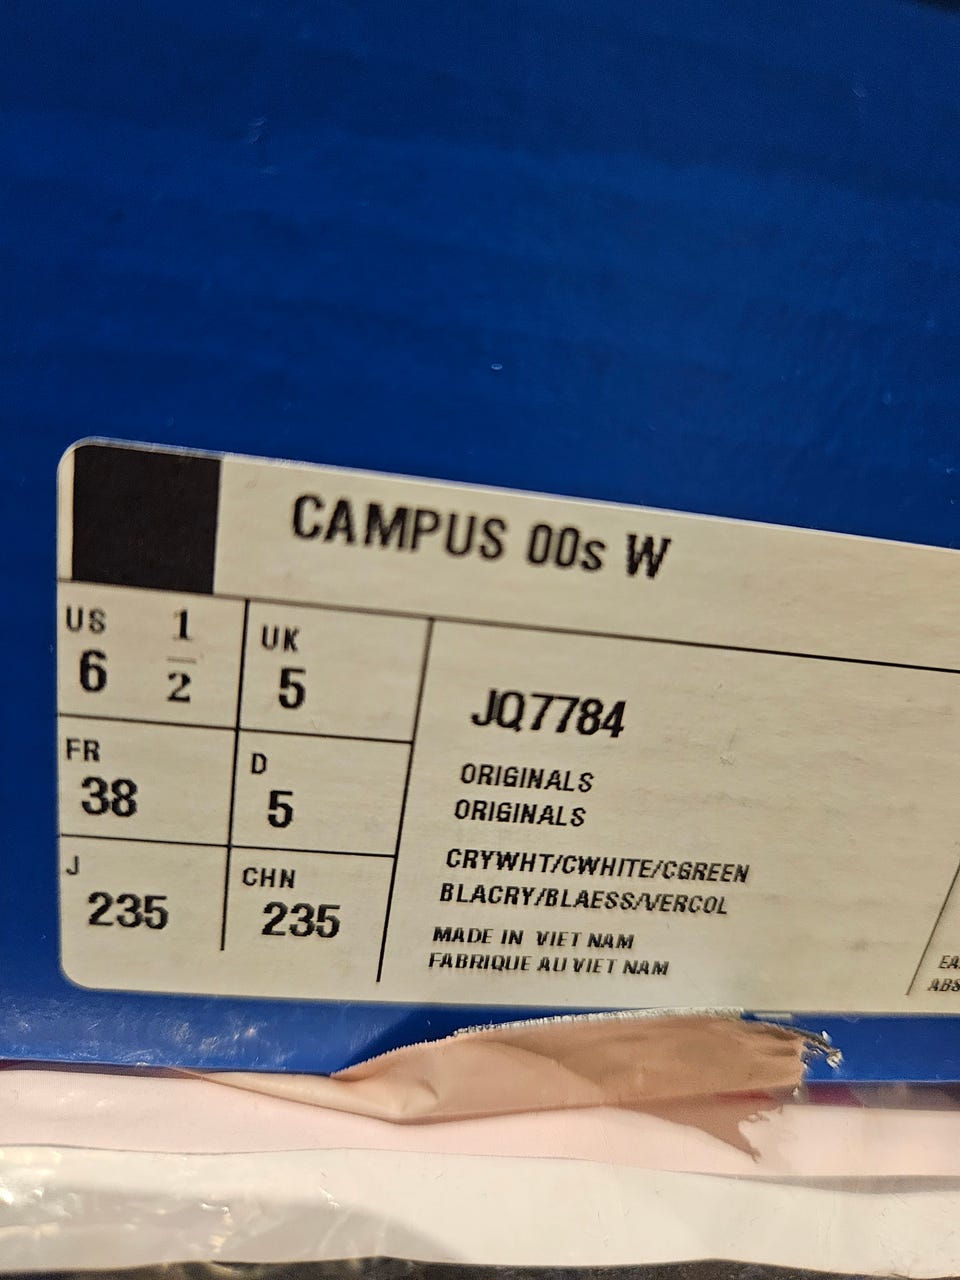 CAMPUS 00s W
US 6 1/2
UK 5
FR 38
D 5
J 235
CHN 235
JQ7784
ORIGINALS
ORIGINALS
CRYWHT/CWHITE/CGREEN
BLACRY/BLAESS/VERCOL
MADE IN VIET NAM
FABRIQUE AU VIET NAM